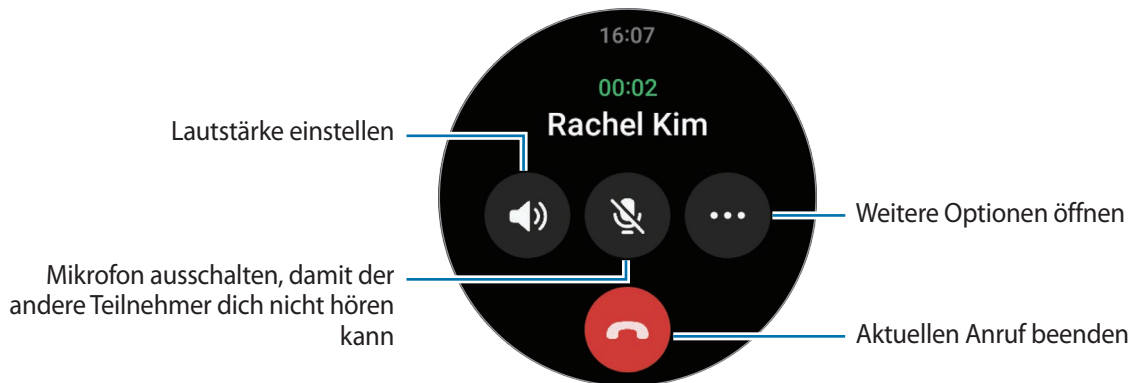 16:07
00:02
Rachel Kim
Lautstärke einstellen
Weitere Optionen öffnen
Mikrofon ausschalten, damit der
andere Teilnehmer dich nicht hören
kann
Aktuellen Anruf beenden